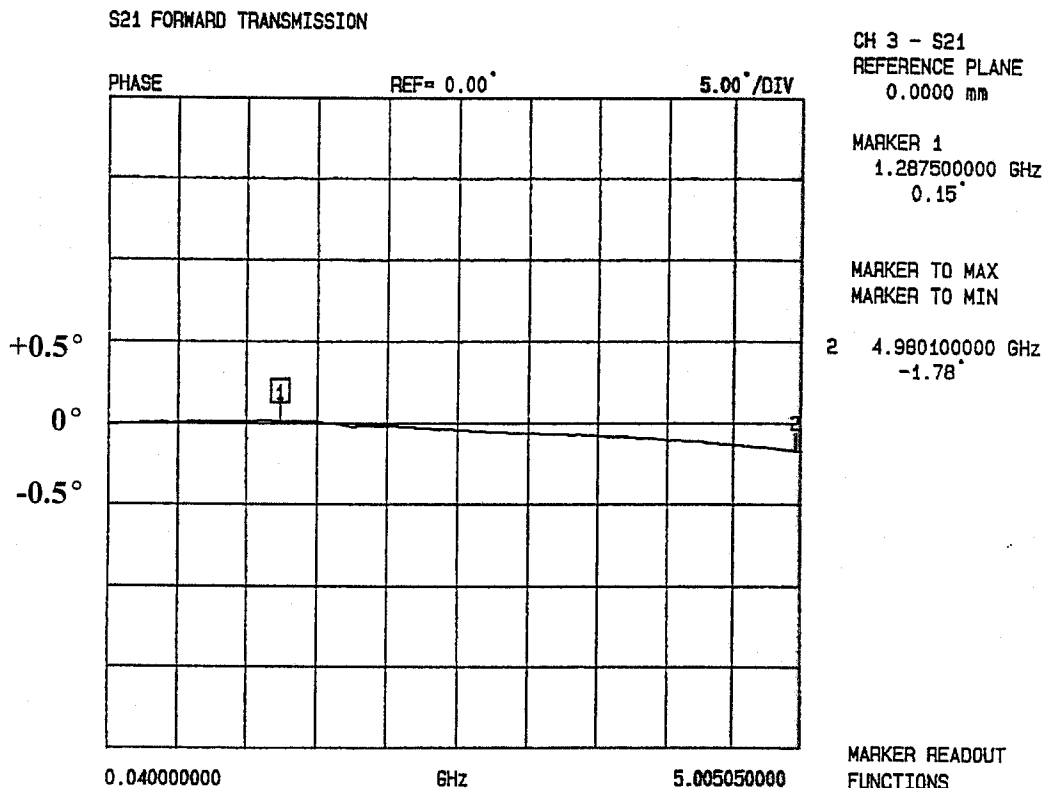 S21 FORWARD TRANSMISSION
CH 3 - S21
REFERENCE PLANE
0.0000 mm
PHASE REF= 0.00° 5.00°/DIV
MARKER 1
1.287500000 GHz
0.15°
MARKER TO MAX
MARKER TO MIN
2 4.980100000 GHz
-1.78°
+0.5°
1
0°
2
-0.5°
0.040000000 GHz 5.005050000
MARKER READOUT
FUNCTIONS